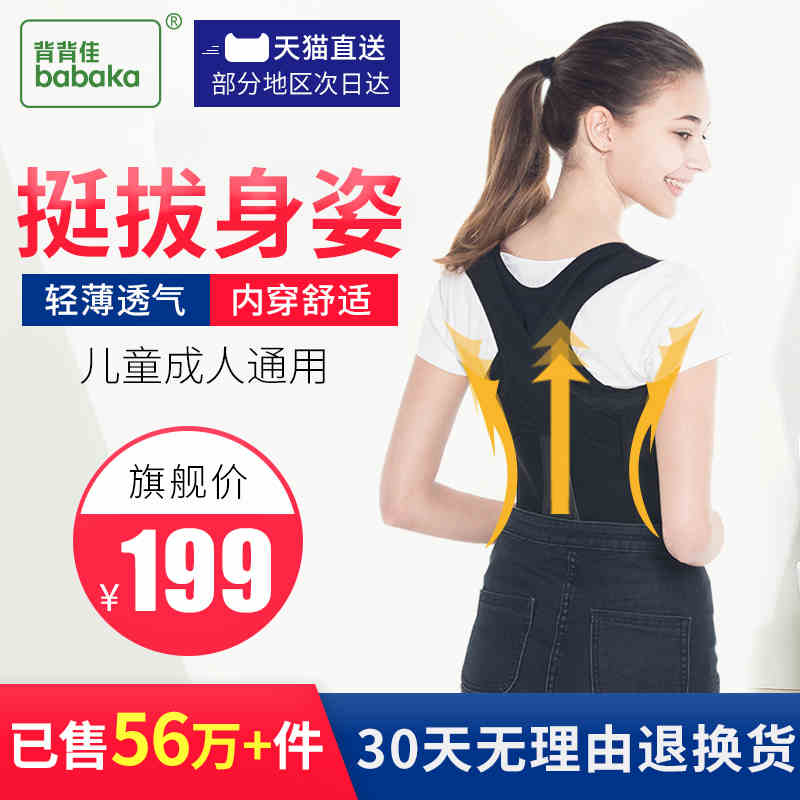 背背佳
babaka
®
天猫直送
部分地区次日达
挺拔身姿
轻薄透气
内穿舒适
儿童成人通用
旗舰价
¥199
已售56万+件
30天无理由退换货